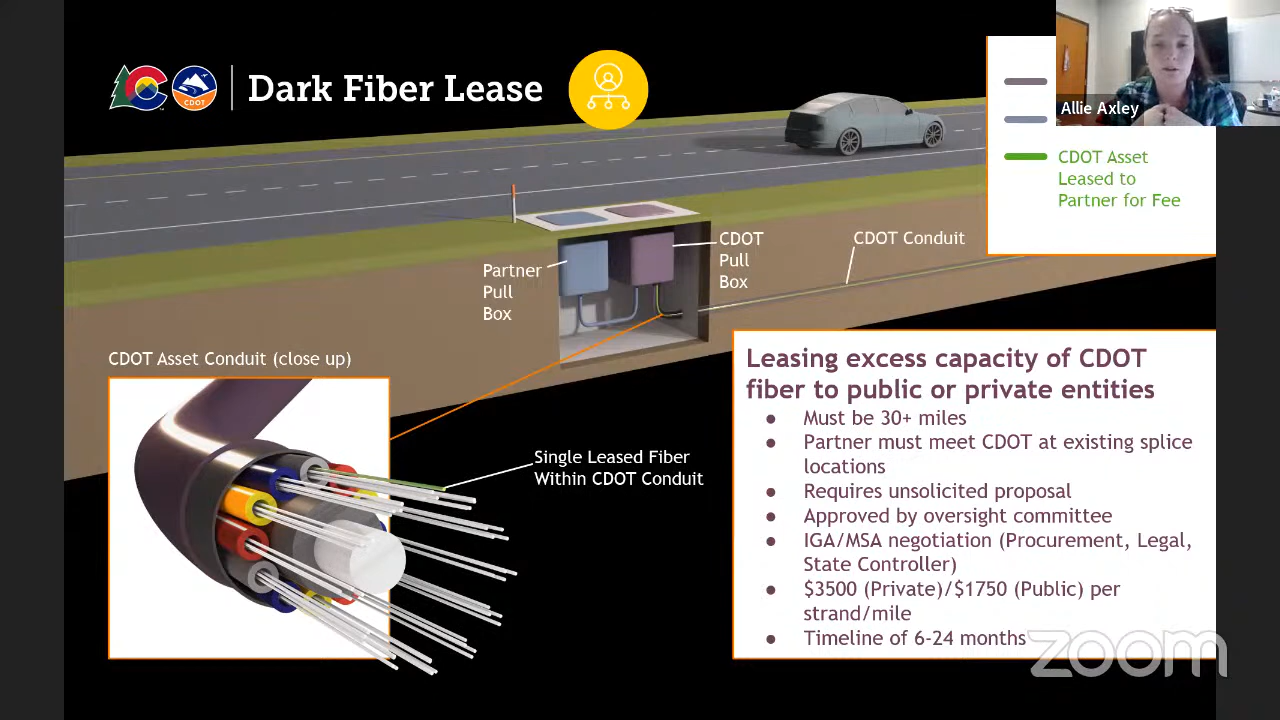 CDOT
Dark Fiber Lease
Allie Axley
CDOT Asset
Leased to
Partner for Fee
CDOT
Pull
Box
CDOT Conduit
Partner
Pull
Box
CDOT Asset Conduit (close up)
Single Leased Fiber
Within CDOT Conduit
Leasing excess capacity of CDOT
fiber to public or private entities
● Must be 30+ miles
● Partner must meet CDOT at existing splice
locations
● Requires unsolicited proposal
● Approved by oversight committee
● IGA/MSA negotiation (Procurement, Legal,
State Controller)
● $3500 (Private)/$1750 (Public) per
strand/mile
● Timeline of 6-24 months
zoom